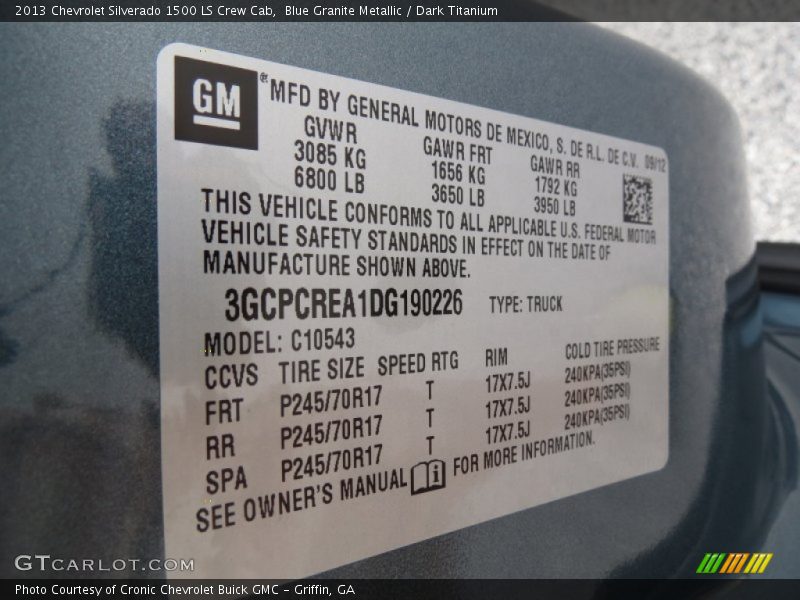 2013 Chevrolet Silverado 1500 LS Crew Cab,  Blue Granite Metallic / Dark Titanium
GM
® MFD BY GENERAL MOTORS DE MEXICO, S. DE R.L. DE C.V. 09/12
GVWR GAWR FRT GAWR RR
3085 KG 1656 KG 1792 KG
6800 LB 3650 LB 3950 LB
THIS VEHICLE CONFORMS TO ALL APPLICABLE U.S. FEDERAL MOTOR
VEHICLE SAFETY STANDARDS IN EFFECT ON THE DATE OF
MANUFACTURE SHOWN ABOVE.
3GCPCREA1DG190226 TYPE: TRUCK
MODEL: C10543
CCVS TIRE SIZE SPEED RTG RIM COLD TIRE PRESSURE
FRT P245/70R17 T 17X7.5J 240KPA(35PSI)
RR P245/70R17 T 17X7.5J 240KPA(35PSI)
SPA P245/70R17 T 17X7.5J 240KPA(35PSI)
SEE OWNER'S MANUAL i FOR MORE INFORMATION.
GTCARLOT.COM
Photo Courtesy of Cronic Chevrolet Buick GMC - Griffin, GA